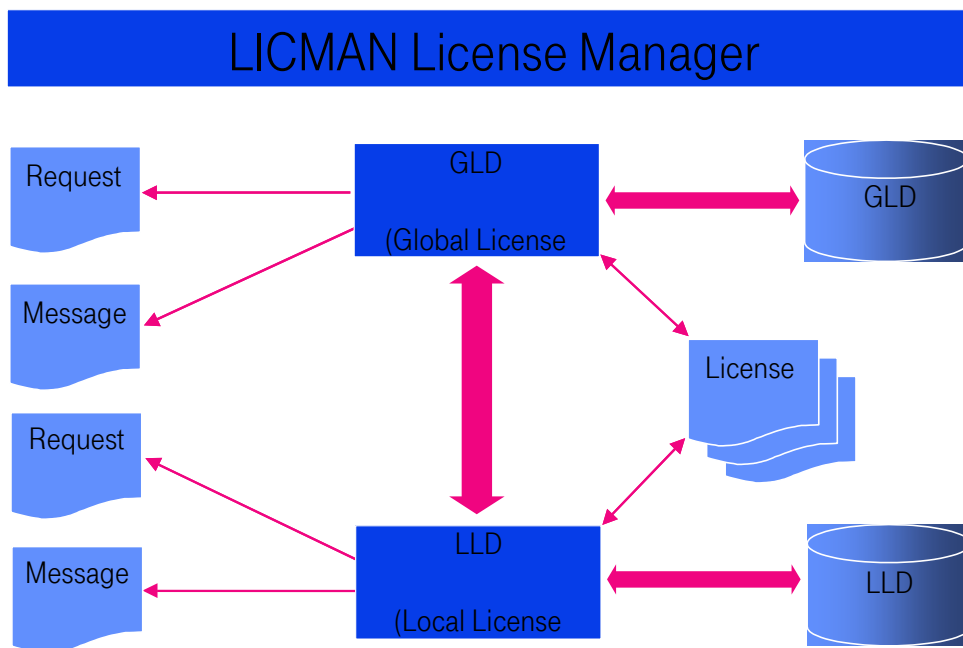 LICMAN License Manager
Request
GLD
(Global License
GLD
Message
License
Request
LLD
(Local License
Message
LLD